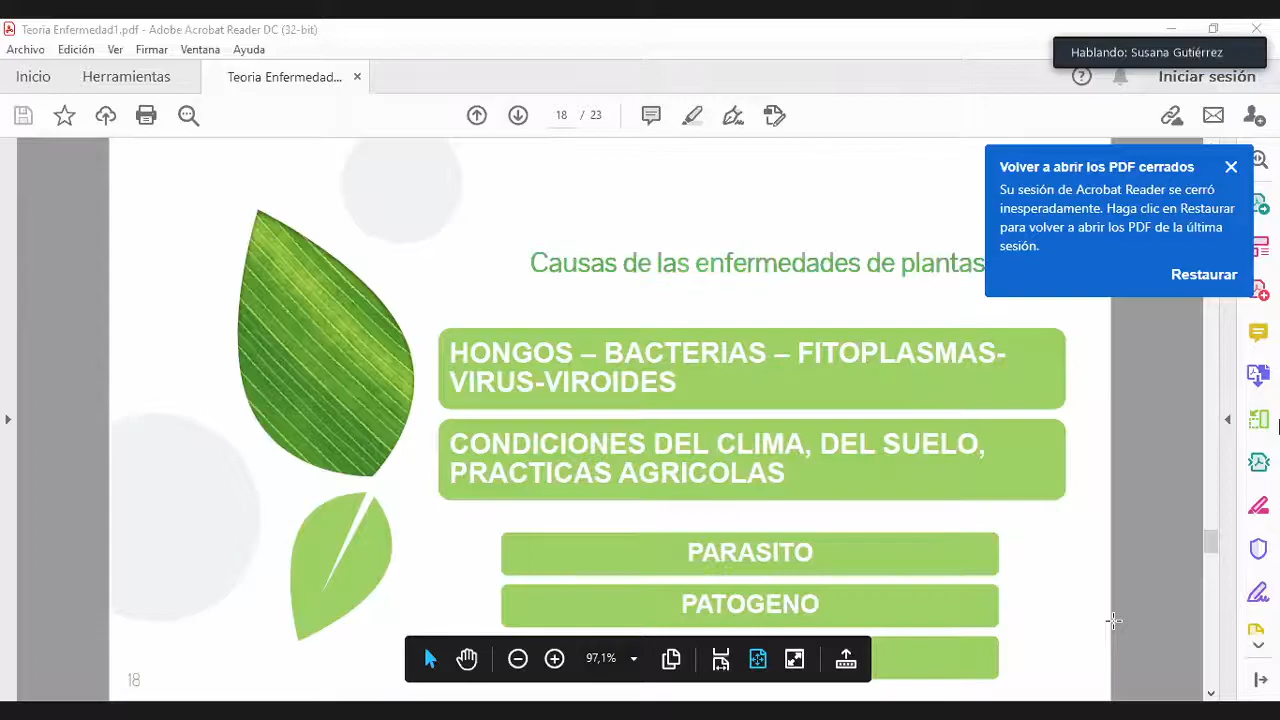 Teoria Enfermedad1.pdf - Adobe Acrobat Reader DC (32-bit)
Archivo Edición Ver Firmar Ventana Ayuda
Hablando: Susana Gutiérrez
Inicio Herramientas Teoria Enfermedad... × Iniciar sesión
18 / 23
Volver a abrir los PDF cerrados
Su sesión de Acrobat Reader se cerró
inesperadamente. Haga clic en Restaurar
para volver a abrir los PDF de la última
sesión.
Restaurar
Causas de las enfermedades de plantas
HONGOS – BACTERIAS – FITOPLASMAS-
VIRUS-VIROIDES
CONDICIONES DEL CLIMA, DEL SUELO,
PRACTICAS AGRICOLAS
PARASITO
PATOGENO
97,1%
18